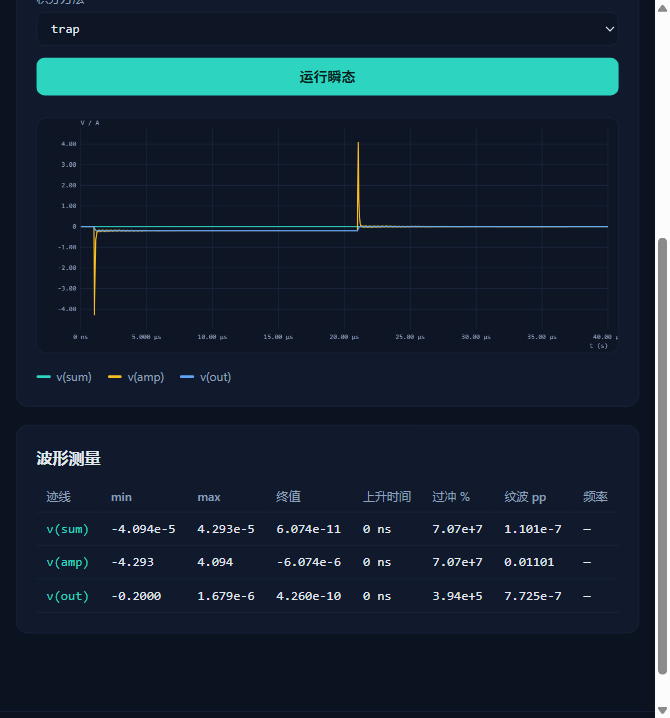 积分方法
trap
运行瞬态
V / A
4.00
3.00
2.00
1.00
0
-1.00
-2.00
-3.00
-4.00
0 ns 5.000 µs 10.00 µs 15.00 µs 20.00 µs 25.00 µs 30.00 µs 35.00 µs 40.00 µ
t (s)
v(sum) v(amp) v(out)
波形测量
迹线 min max 终值 上升时间 过冲 % 纹波 pp 频率
v(sum) -4.094e-5 4.293e-5 6.074e-11 0 ns 7.07e+7 1.101e-7 —
v(amp) -4.293 4.094 -6.074e-6 0 ns 7.07e+7 0.01101 —
v(out) -0.2000 1.679e-6 4.260e-10 0 ns 3.94e+5 7.725e-7 —